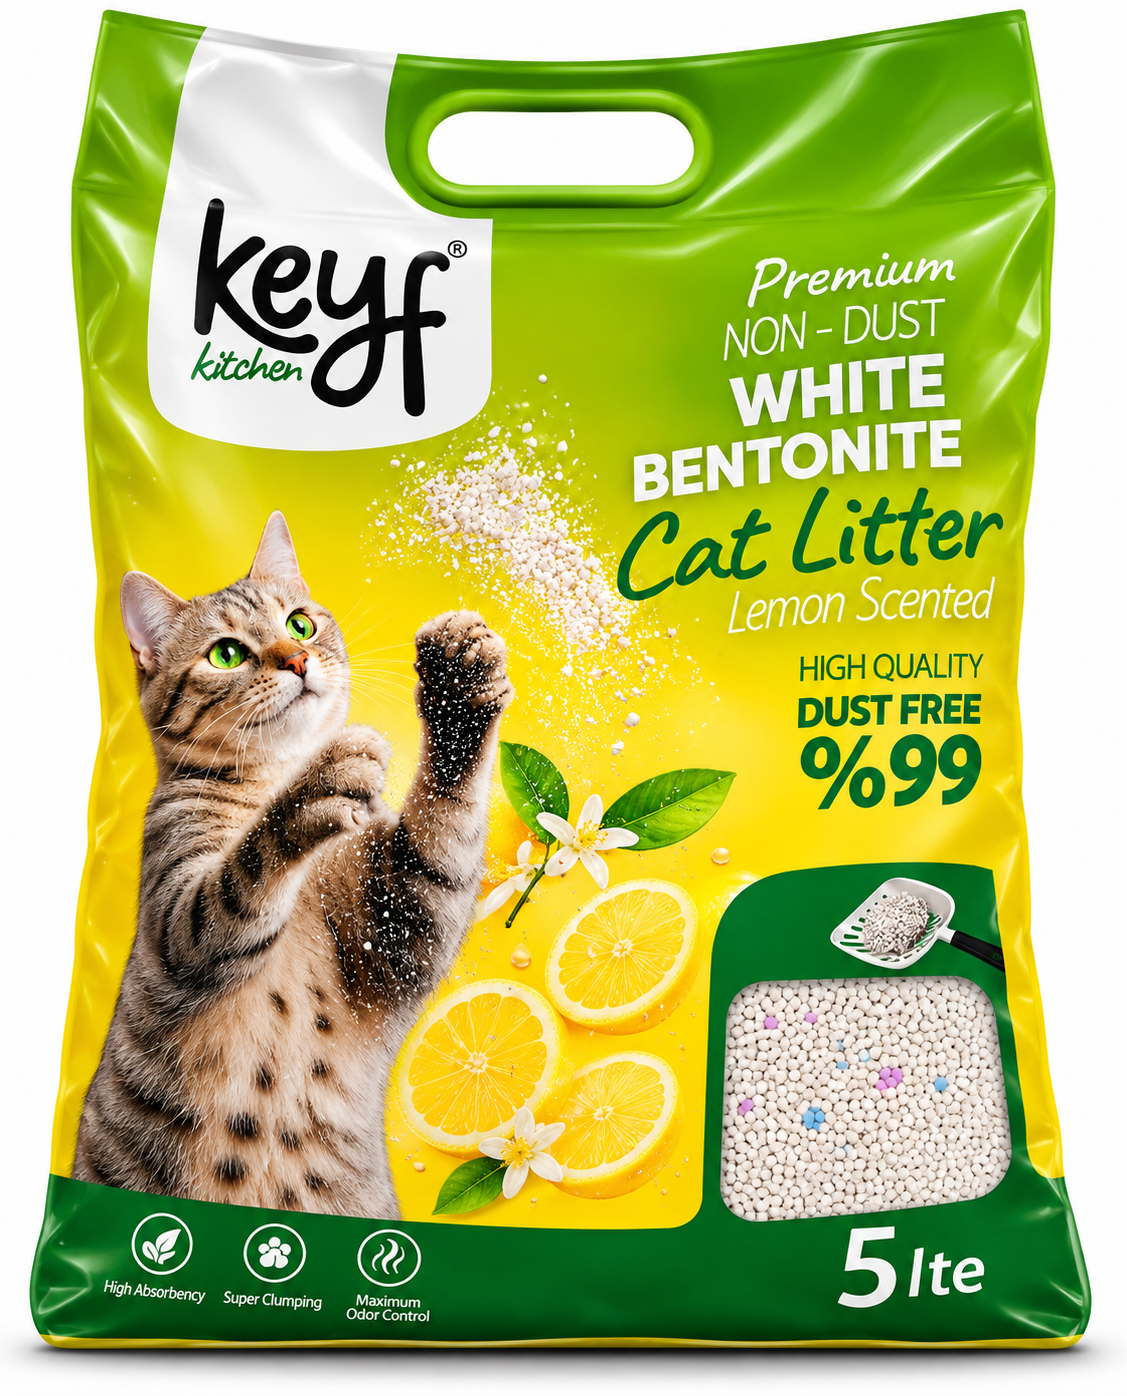 keyf®
kitchen
Premium
NON - DUST
WHITE
BENTONITE
Cat Litter
Lemon Scented
HIGH QUALITY
DUST FREE
%99
High Absorbency
Super Clumping
Maximum
Odor Control
5 lte